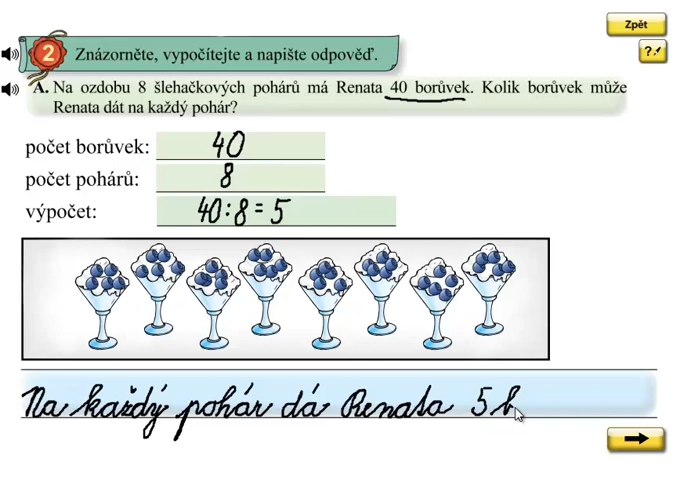 Zpět
2 Znázorněte, vypočítejte a napište odpověď.
?
A. Na ozdobu 8 šlehačkových pohárů má Renata 40 borůvek. Kolik borůvek může
Renata dát na každý pohár?
počet borůvek: 40
počet pohárů: 8
výpočet: 40:8=5
Na každý pohár dá Renata 5 b